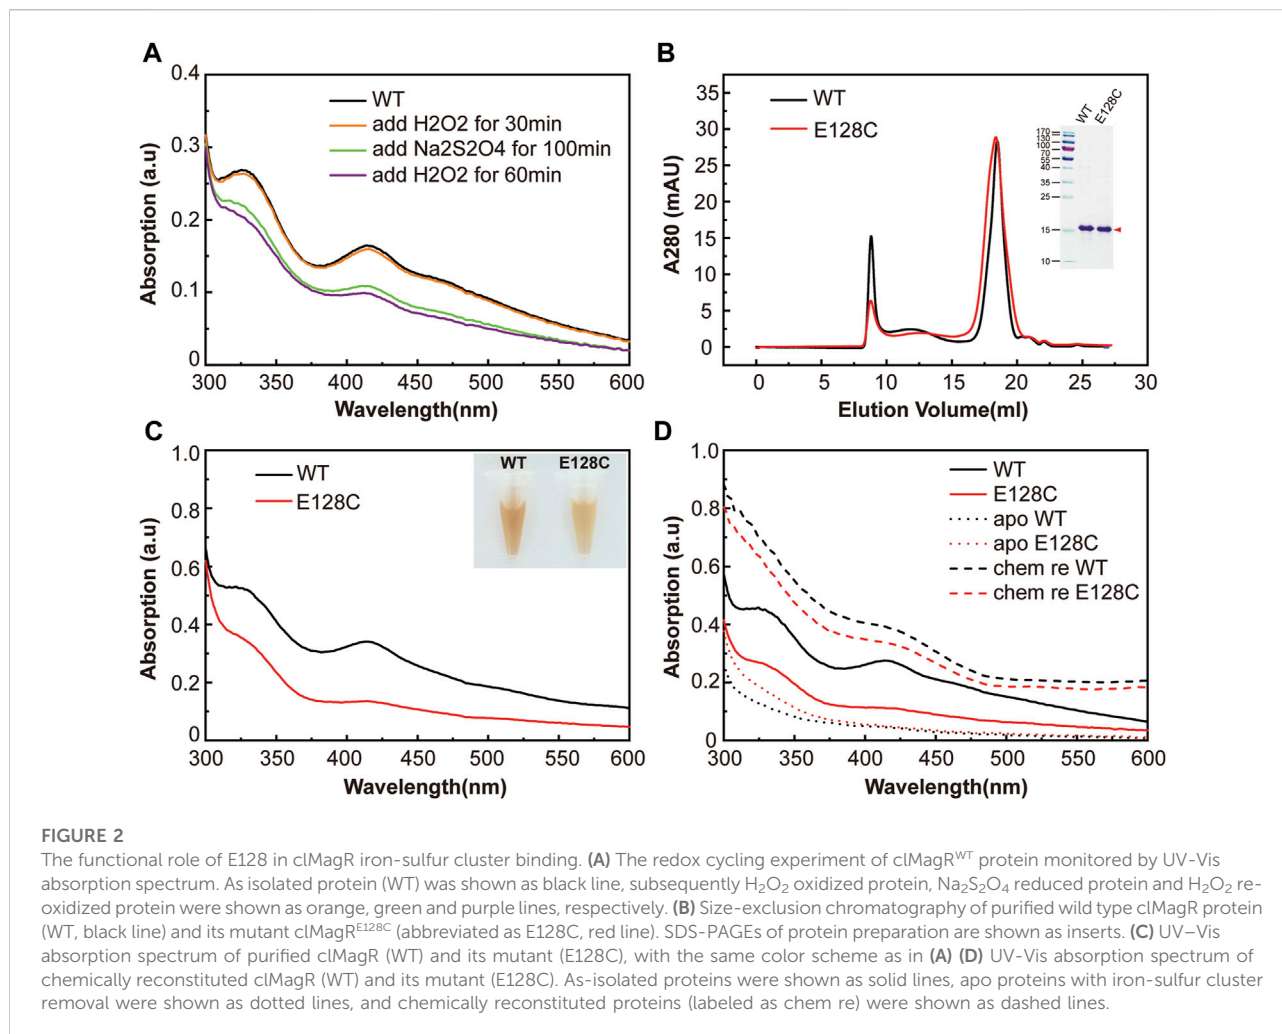 A
0.4
0.3
0.2
0.1
0
Absorption (a.u)
WT
add H2O2 for 30min
add Na2S2O4 for 100min
add H2O2 for 60min
300 350 400 450 500 550 600
Wavelength(nm)
B
35
30
25
20
15
10
5
0
A280 (mAU)
WT
E128C
WT E128C
170
130
100
70
55
40
35
25
15
10
0 5 10 15 20 25 30
Elution Volume(ml)
C
1.0
0.8
0.6
0.4
0.2
0
Absorption (a.u)
WT
E128C
WT E128C
300 350 400 450 500 550 600
Wavelength(nm)
D
1.0
0.8
0.6
0.4
0.2
0
Absorption (a.u)
WT
E128C
apo WT
apo E128C
chem re WT
chem re E128C
300 350 400 450 500 550 600
Wavelength(nm)
FIGURE 2
The functional role of E128 in clMagR iron-sulfur cluster binding. (A) The redox cycling experiment of clMagR^WT protein monitored by UV-Vis
absorption spectrum. As isolated protein (WT) was shown as black line, subsequently H₂O₂ oxidized protein, Na₂S₂O₄ reduced protein and H₂O₂ re-
oxidized protein were shown as orange, green and purple lines, respectively. (B) Size-exclusion chromatography of purified wild type clMagR protein
(WT, black line) and its mutant clMagR^E128C (abbreviated as E128C, red line). SDS-PAGEs of protein preparation are shown as inserts. (C) UV–Vis
absorption spectrum of purified clMagR (WT) and its mutant (E128C), with the same color scheme as in (A) (D) UV-Vis absorption spectrum of
chemically reconstituted clMagR (WT) and its mutant (E128C). As-isolated proteins were shown as solid lines, apo proteins with iron-sulfur cluster
removal were shown as dotted lines, and chemically reconstituted proteins (labeled as chem re) were shown as dashed lines.